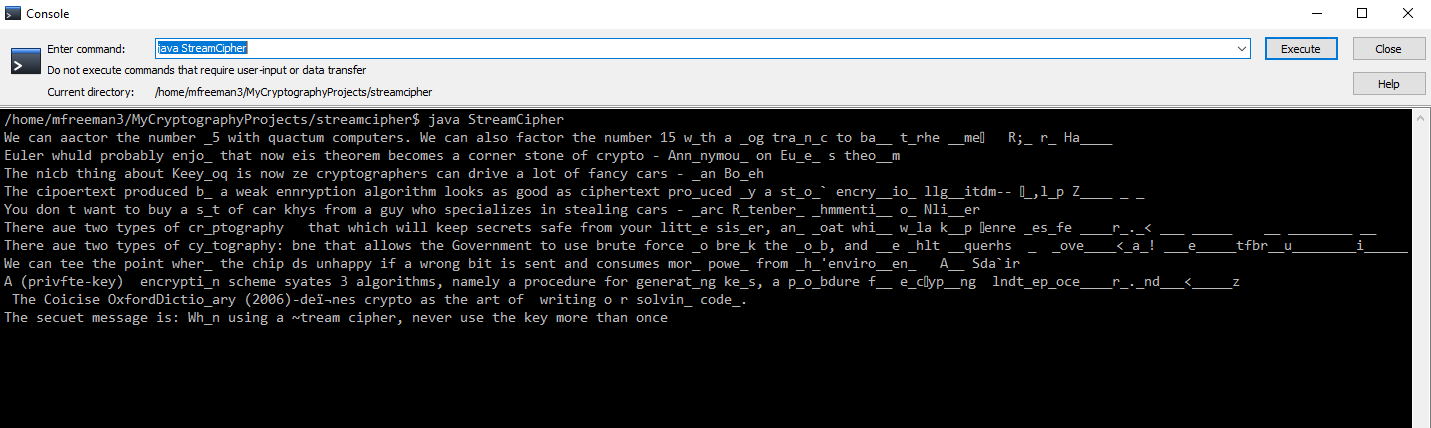 Console
Enter command: java StreamCipher Execute Close
Do not execute commands that require user-input or data transfer
Current directory: /home/mfreeman3/MyCryptographyProjects/streamcipher Help
/home/mfreeman3/MyCryptographyProjects/streamcipher$ java StreamCipher
We can aactor the number _5 with quactum computers. We can also factor the number 15 w_th a _og tra_n_c to ba__ t_rhe __me▯ R;_ r_ Ha____
Euler whuld probably enjo_ that now eis theorem becomes a corner stone of crypto - Ann_nymou_ on Eu_e_ s theo__m
The nicb thing about Keey_oq is now ze cryptographers can drive a lot of fancy cars - _an Bo_eh
The cipoertext produced b_ a weak ennryption algorithm looks as good as ciphertext pro_uced _y a st_o_` encry__io_ llg__itdm-- ▯_,l_p Z____ _ _
You don t want to buy a s_t of car khys from a guy who specializes in stealing cars - _arc R_tenber_ _hmmenti__ o_ Nli__er
There aue two types of cr_ptography that which will keep secrets safe from your litt_e sis_er, an_ _oat whi__ w_la k__p ▯enre _es_fe ____r_._< ___ _____ __ ________ __
There aue two types of cy_tography: bne that allows the Government to use brute force _o bre_k the _o_b, and __e _hlt __querhs _ _ove____<_a_! ___e_____tfbr__u________i_____
We can tee the point wher_ the chip ds unhappy if a wrong bit is sent and consumes mor_ powe_ from _h_'enviro__en_ A__ Sda`ir
A (privfte-key) encrypti_n scheme syates 3 algorithms, namely a procedure for generat_ng ke_s, a p_o_bdure f__ e_c▯yp__ng lndt_ep_oce____r_._nd___<_____z
The Coicise OxfordDictio_ary (2006)-deï¬nes crypto as the art of writing o r solvin_ code_.
The secuet message is: Wh_n using a ~tream cipher, never use the key more than once